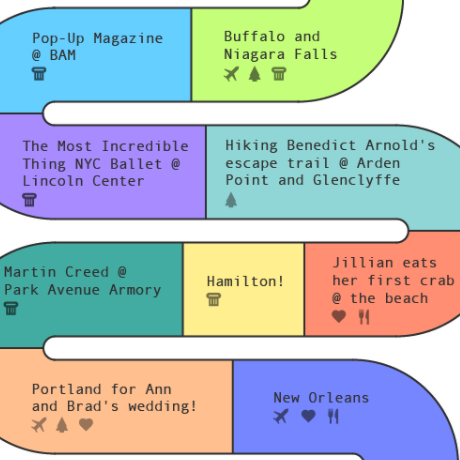 Pop-Up Magazine
@ BAM
Buffalo and
Niagara Falls
The Most Incredible
Thing NYC Ballet @
Lincoln Center
Hiking Benedict Arnold's
escape trail @ Arden
Point and Glenclyffe
Martin Creed @
Park Avenue Armory
Hamilton!
Jillian eats
her first crab
@ the beach
Portland for Ann
and Brad's wedding!
New Orleans